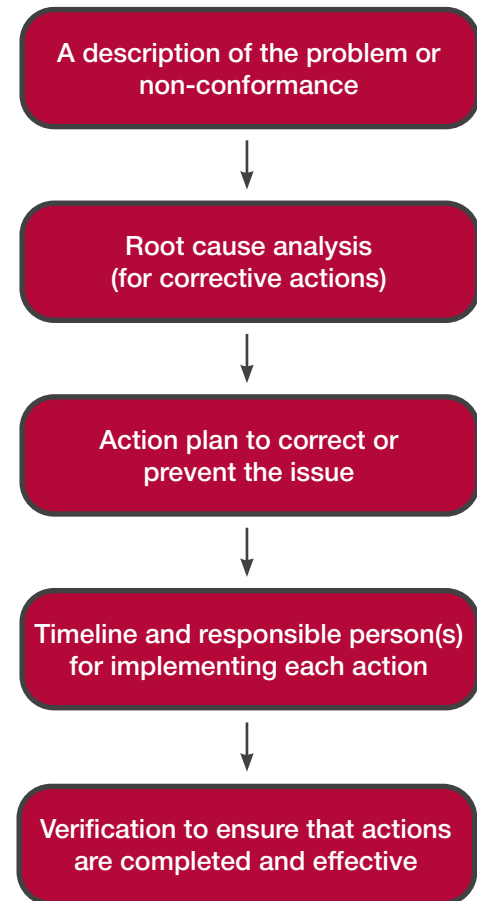 A description of the problem or
non-conformance
Root cause analysis
(for corrective actions)
Action plan to correct or
prevent the issue
Timeline and responsible person(s)
for implementing each action
Verification to ensure that actions
are completed and effective